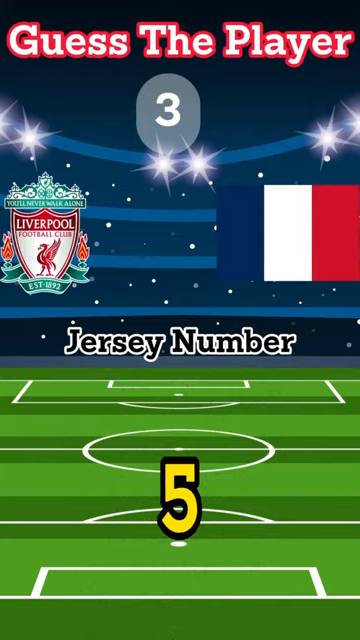 Guess The Player
3
YOU'LL NEVER WALK ALONE
LIVERPOOL
FOOTBALL CLUB
EST·1892
Jersey Number
5